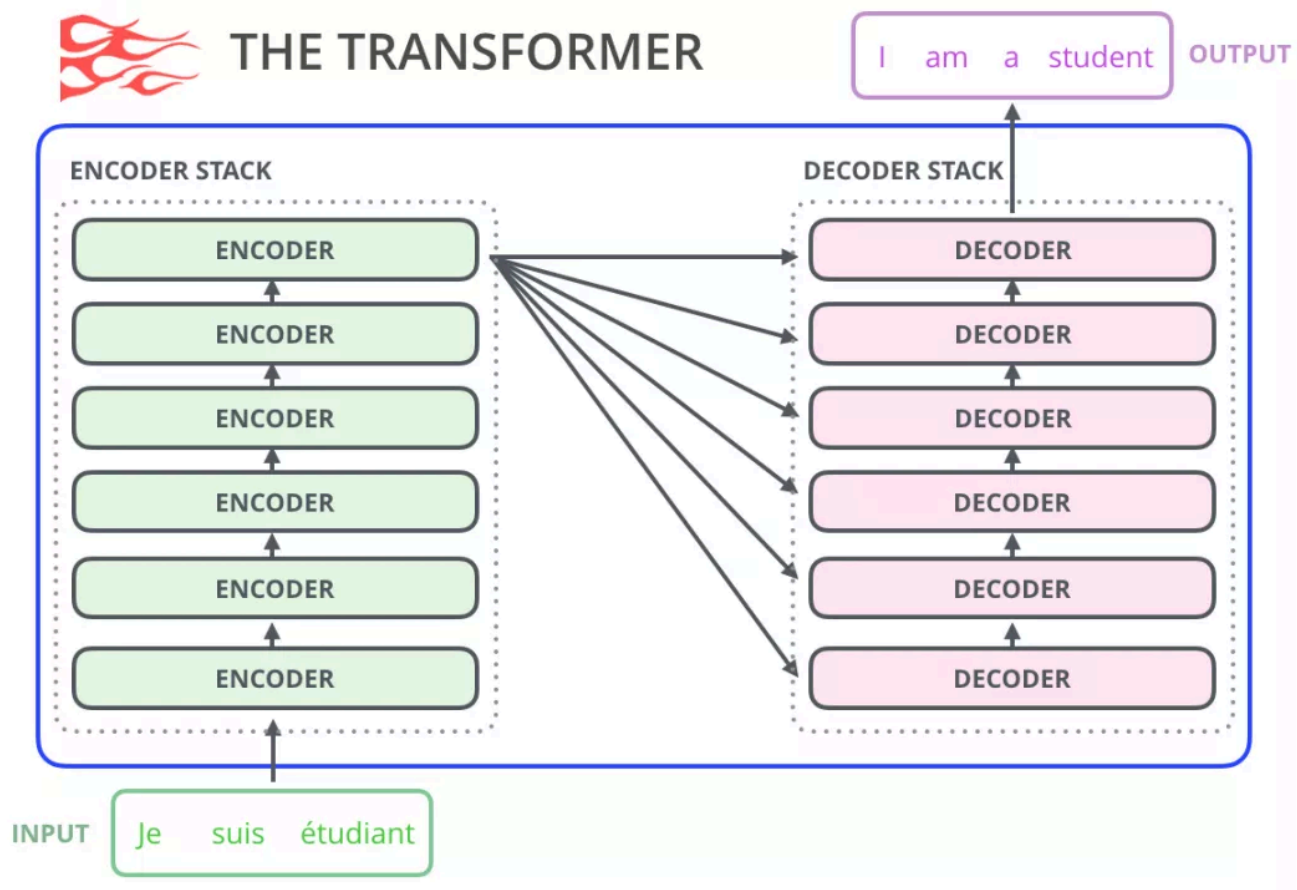 THE TRANSFORMER
I am a student
OUTPUT
ENCODER STACK
DECODER STACK
ENCODER
DECODER
ENCODER
DECODER
ENCODER
DECODER
ENCODER
DECODER
ENCODER
DECODER
ENCODER
DECODER
INPUT
Je suis étudiant